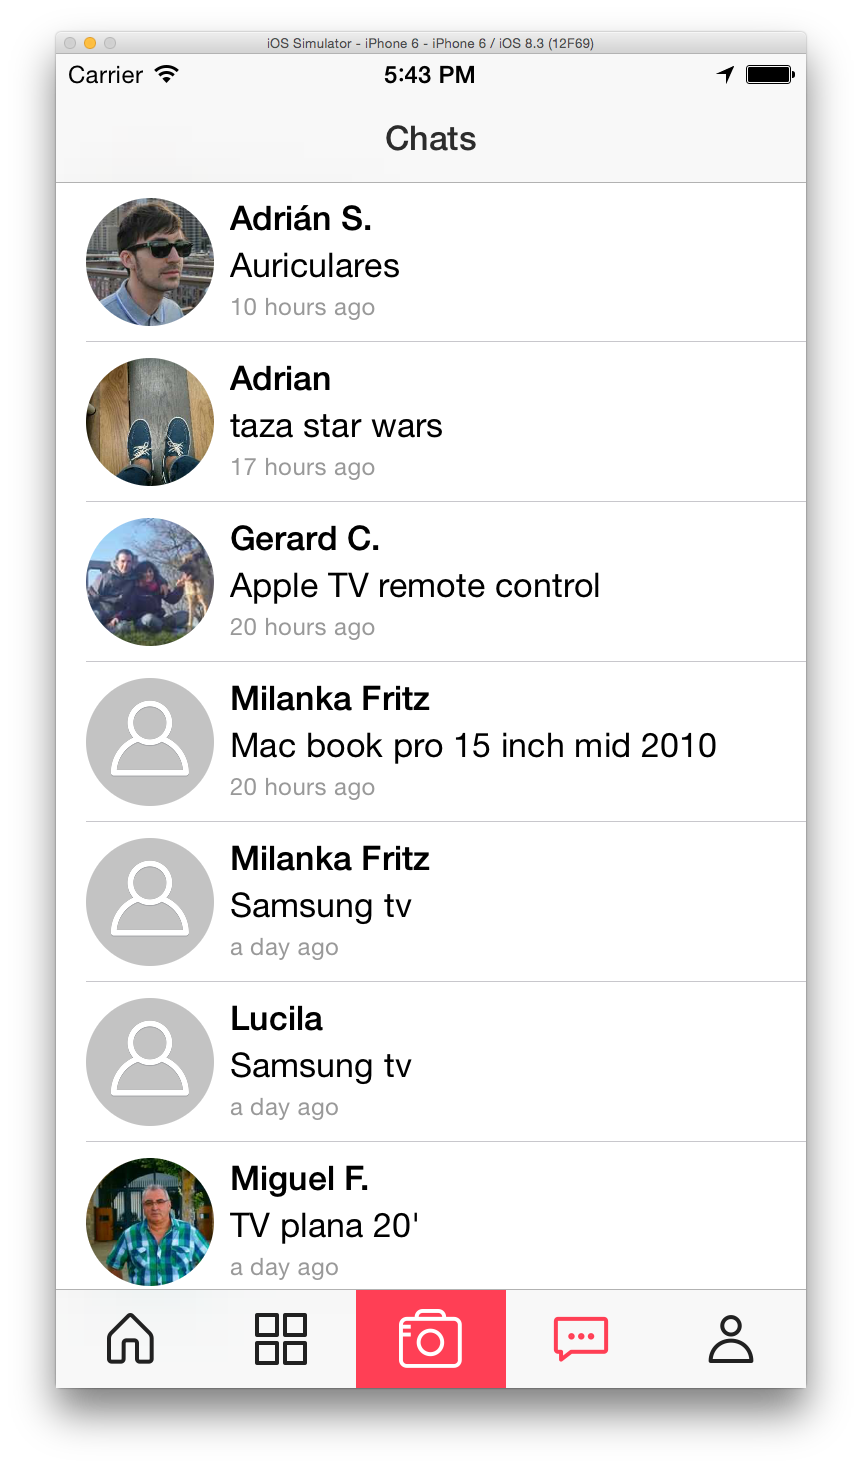 iOS Simulator - iPhone 6 - iPhone 6 / iOS 8.3 (12F69)
Carrier 5:43 PM
Chats
Adrián S.
Auriculares
10 hours ago
Adrian
taza star wars
17 hours ago
Gerard C.
Apple TV remote control
20 hours ago
Milanka Fritz
Mac book pro 15 inch mid 2010
20 hours ago
Milanka Fritz
Samsung tv
a day ago
Lucila
Samsung tv
a day ago
Miguel F.
TV plana 20'
a day ago